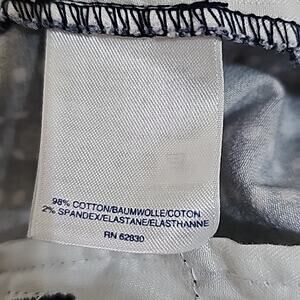 98% COTTON/BAUMWOLLE/COTON
2% SPANDEX/ELASTANE/ELASTHANNE
RN 62830